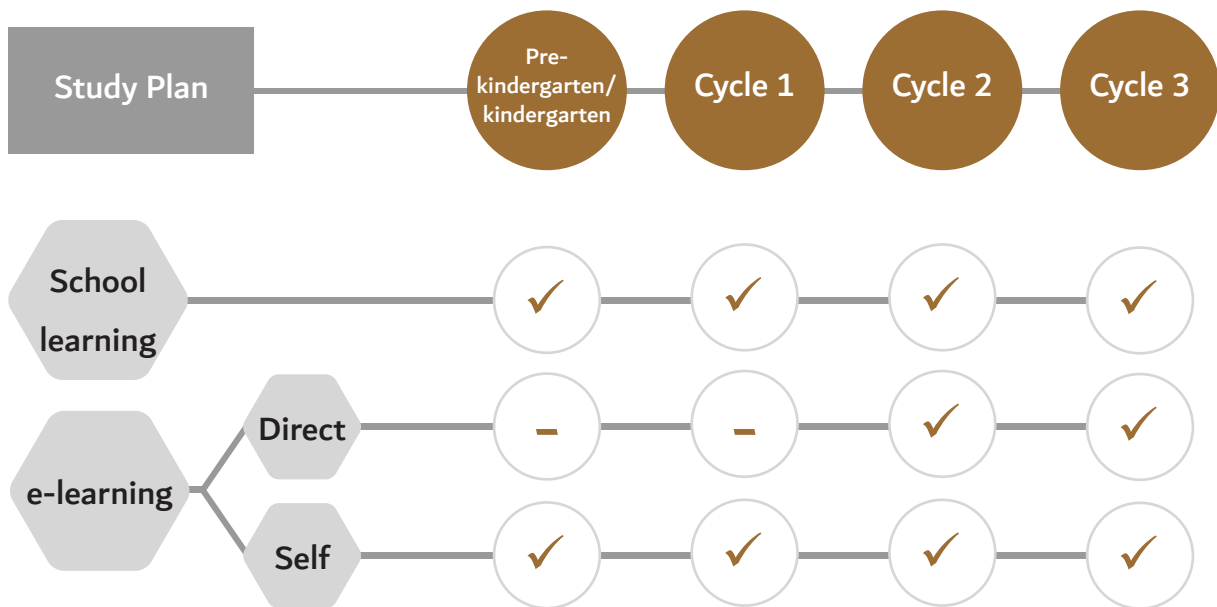 Study Plan
Pre-
kindergarten/
kindergarten
Cycle 1
Cycle 2
Cycle 3
School
learning
✓ ✓ ✓ ✓
e-learning
Direct
- - ✓ ✓
Self
✓ ✓ ✓ ✓